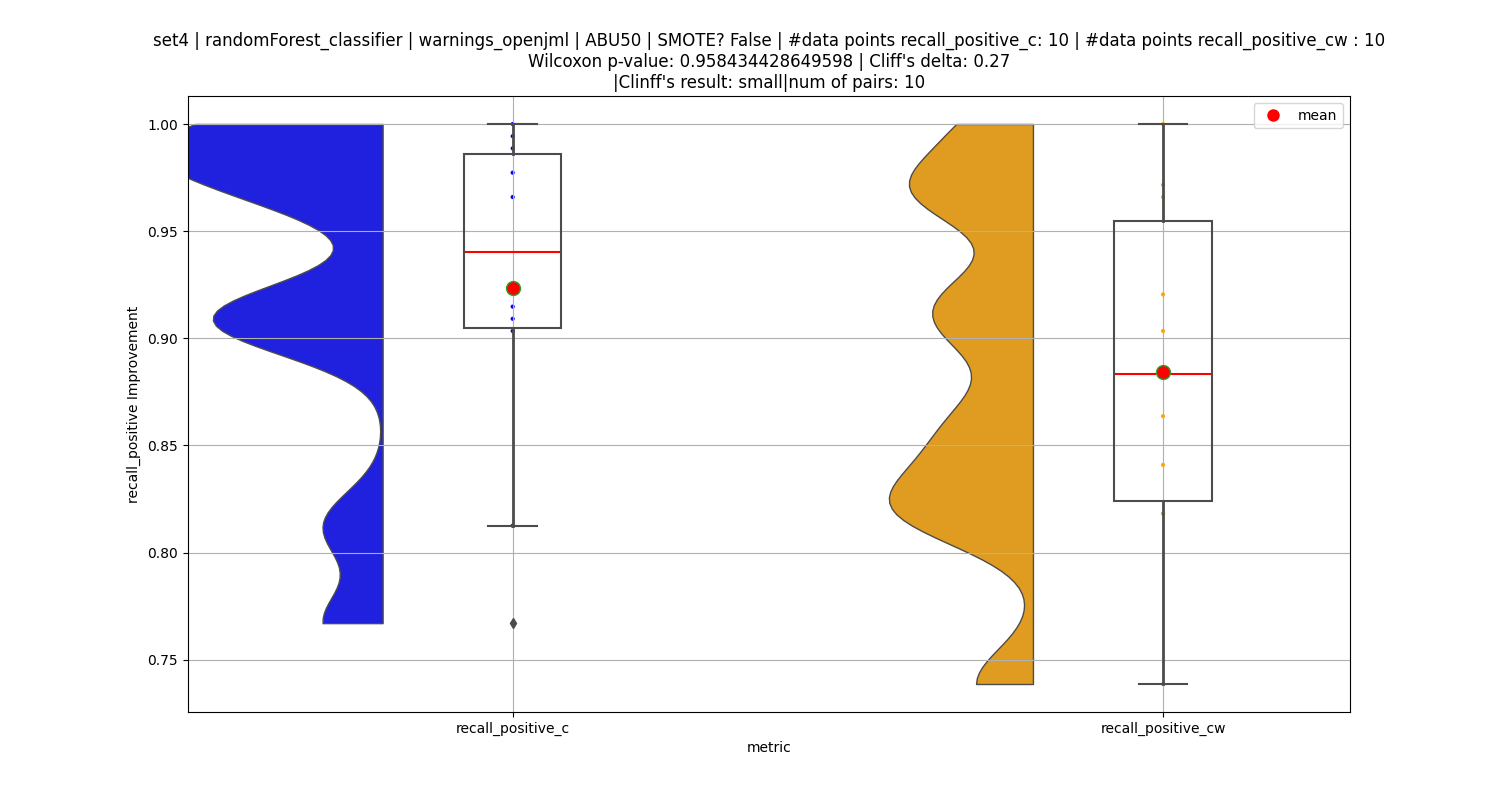 set4 | randomForest_classifier | warnings_openjml | ABU50 | SMOTE? False | #data points recall_positive_c: 10 | #data points recall_positive_cw : 10
Wilcoxon p-value: 0.958434428649598 | Cliff's delta: 0.27
|Clinff's result: small|num of pairs: 10
mean
1.00
0.95
0.90
0.85
0.80
0.75
recall_positive Improvement
recall_positive_c
recall_positive_cw
metric